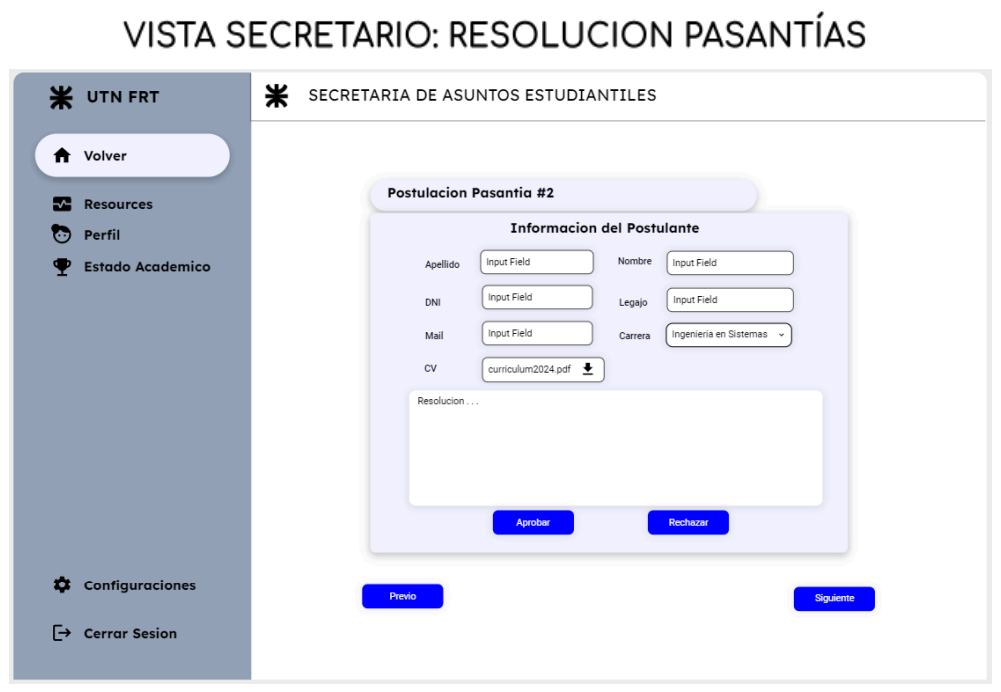 VISTA SECRETARIO: RESOLUCION PASANTÍAS
UTN FRT
SECRETARIA DE ASUNTOS ESTUDIANTILES
Volver
Resources
Perfil
Estado Academico
Configuraciones
Cerrar Sesion
Postulacion Pasantia #2
Informacion del Postulante
Apellido Input Field Nombre Input Field
DNI Input Field Legajo Input Field
Mail Input Field Carrera Ingenieria en Sistemas
CV curriculum2024.pdf
Resolucion . . .
Aprobar Rechazar
Previo Siguiente